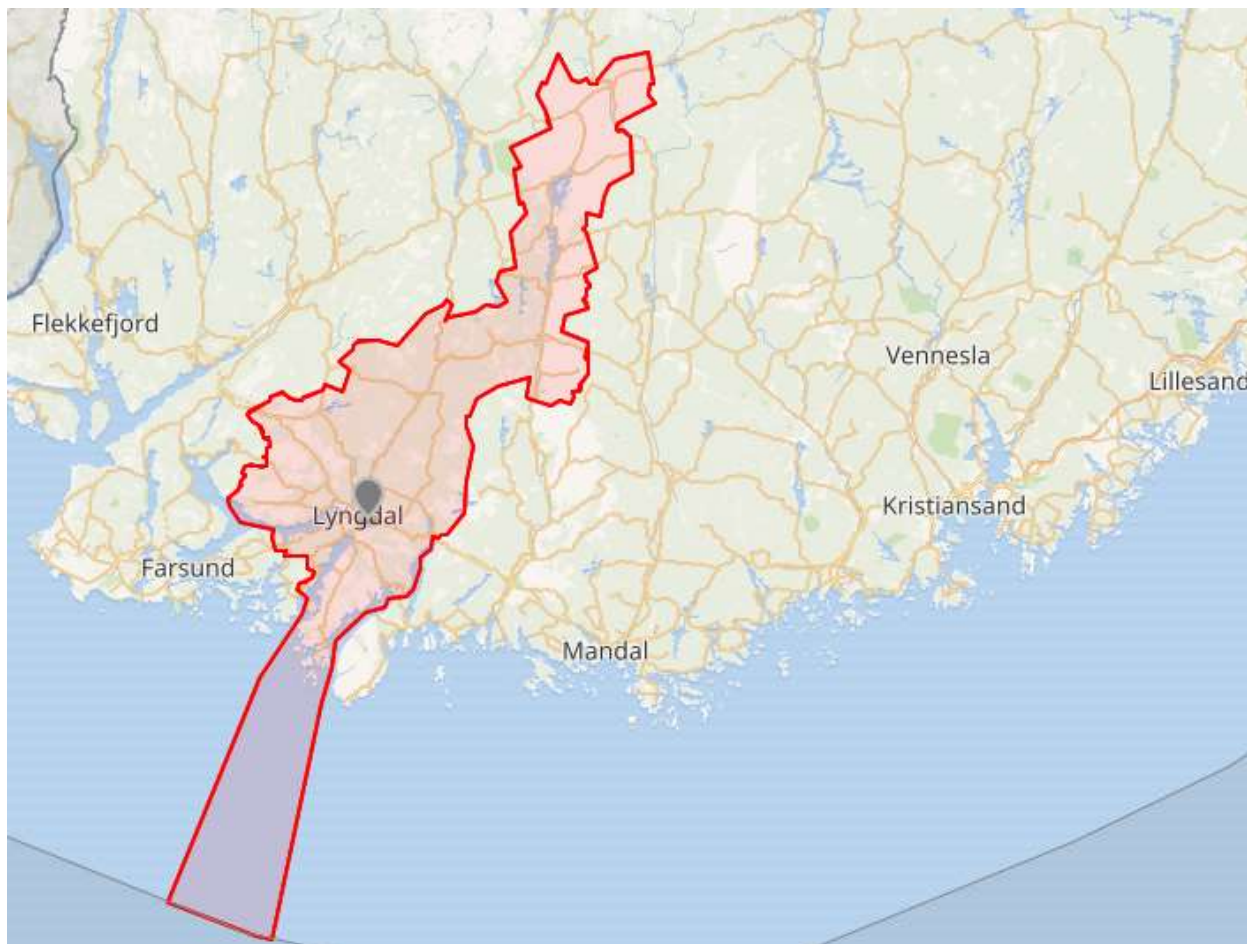 Flekkefjord
Vennesla
Lillesand
Lyngdal
Kristiansand
Farsund
Mandal